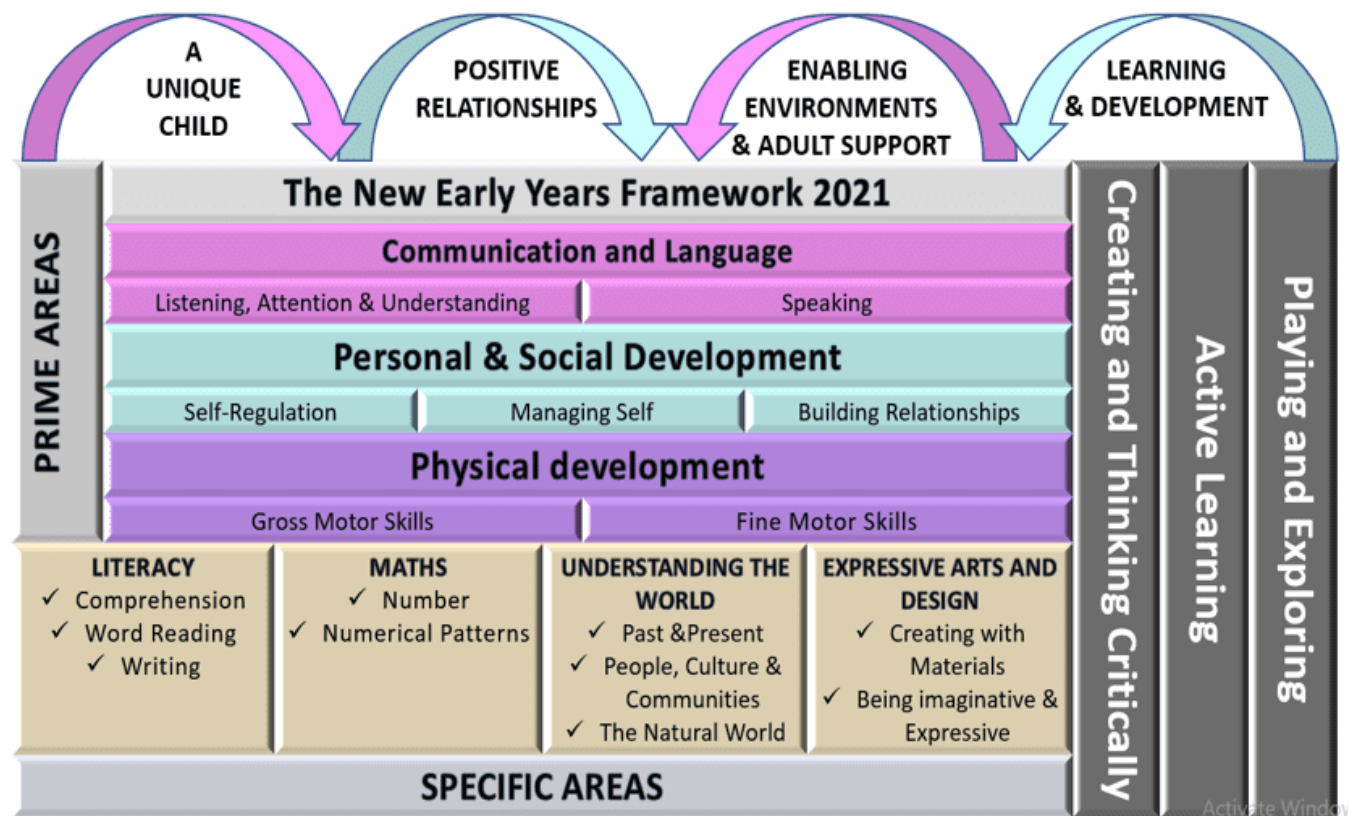 A
UNIQUE
CHILD
POSITIVE
RELATIONSHIPS
ENABLING
ENVIRONMENTS
& ADULT SUPPORT
LEARNING
& DEVELOPMENT
PRIME AREAS
The New Early Years Framework 2021
Communication and Language
Listening, Attention & Understanding
Speaking
Personal & Social Development
Self-Regulation
Managing Self
Building Relationships
Physical development
Gross Motor Skills
Fine Motor Skills
LITERACY
✓ Comprehension
✓ Word Reading
✓ Writing
MATHS
✓ Number
✓ Numerical Patterns
UNDERSTANDING THE
WORLD
✓ Past &Present
✓ People, Culture &
Communities
✓ The Natural World
EXPRESSIVE ARTS AND
DESIGN
✓ Creating with
Materials
✓ Being imaginative &
Expressive
SPECIFIC AREAS
Creating and Thinking Critically
Active Learning
Playing and Exploring
Activate Window